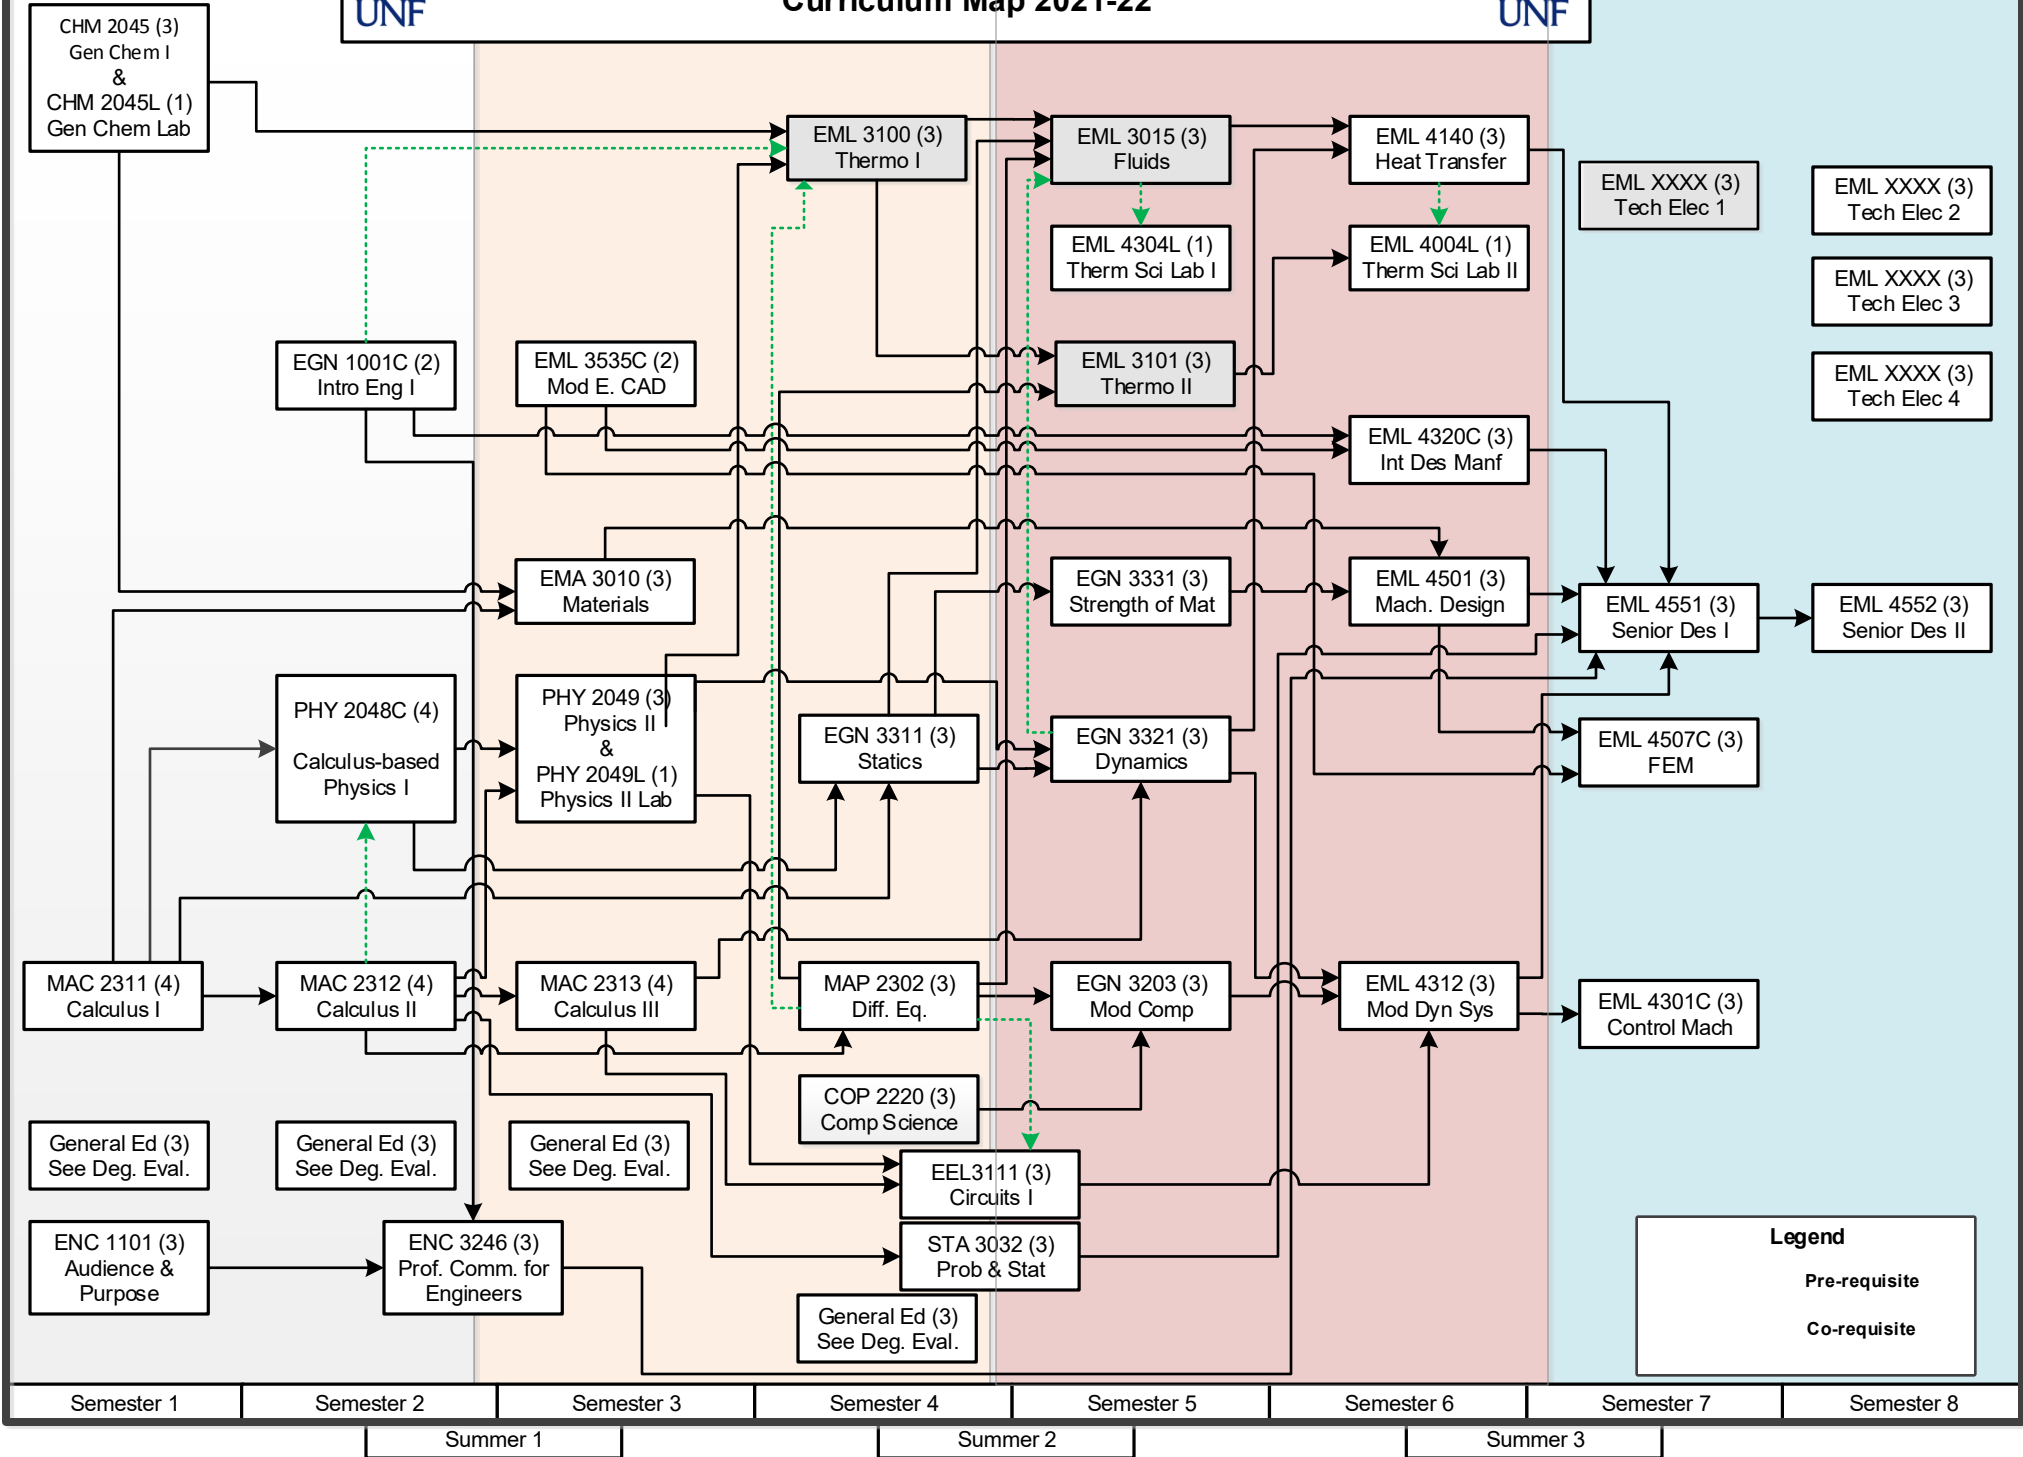 Curriculum Map 2021-22
UNF
UNF
CHM 2045 (3)
Gen Chem I
&
CHM 2045L (1)
Gen Chem Lab
EML 3100 (3)
Thermo I
EML 3015 (3)
Fluids
EML 4140 (3)
Heat Transfer
EML XXXX (3)
Tech Elec 1
EML XXXX (3)
Tech Elec 2
EML 4304L (1)
Therm Sci Lab I
EML 4004L (1)
Therm Sci Lab II
EML XXXX (3)
Tech Elec 3
EGN 1001C (2)
Intro Eng I
EML 3535C (2)
Mod E. CAD
EML 3101 (3)
Thermo II
EML XXXX (3)
Tech Elec 4
EML 4320C (3)
Int Des Manf
EMA 3010 (3)
Materials
EGN 3331 (3)
Strength of Mat
EML 4501 (3)
Mach. Design
EML 4551 (3)
Senior Des I
EML 4552 (3)
Senior Des II
PHY 2048C (4)
Calculus-based
Physics I
PHY 2049 (3)
Physics II
&
PHY 2049L (1)
Physics II Lab
EGN 3311 (3)
Statics
EGN 3321 (3)
Dynamics
EML 4507C (3)
FEM
MAC 2311 (4)
Calculus I
MAC 2312 (4)
Calculus II
MAC 2313 (4)
Calculus III
MAP 2302 (3)
Diff. Eq.
EGN 3203 (3)
Mod Comp
EML 4312 (3)
Mod Dyn Sys
EML 4301C (3)
Control Mach
COP 2220 (3)
Comp Science
General Ed (3)
See Deg. Eval.
General Ed (3)
See Deg. Eval.
General Ed (3)
See Deg. Eval.
EEL3111 (3)
Circuits I
ENC 1101 (3)
Audience &
Purpose
ENC 3246 (3)
Prof. Comm. for
Engineers
STA 3032 (3)
Prob & Stat
General Ed (3)
See Deg. Eval.
Legend
Pre-requisite
Co-requisite
Semester 1
Semester 2
Semester 3
Semester 4
Semester 5
Semester 6
Semester 7
Semester 8
Summer 1
Summer 2
Summer 3